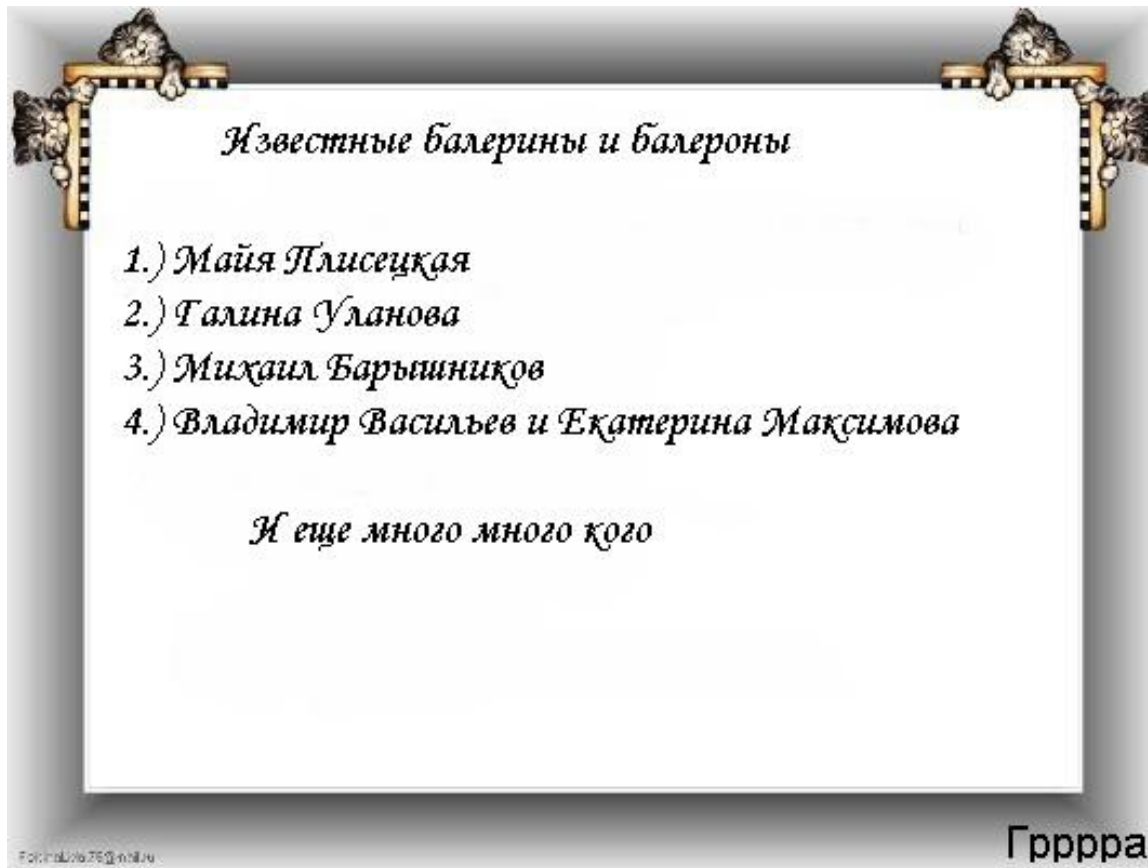 Известные балерины и балероны
1.) Майя Плисецкая
2.) Галина Уланова
3.) Михаил Барышников
4.) Владимир Васильев и Екатерина Максимова
И еще много много кого
Гррррра